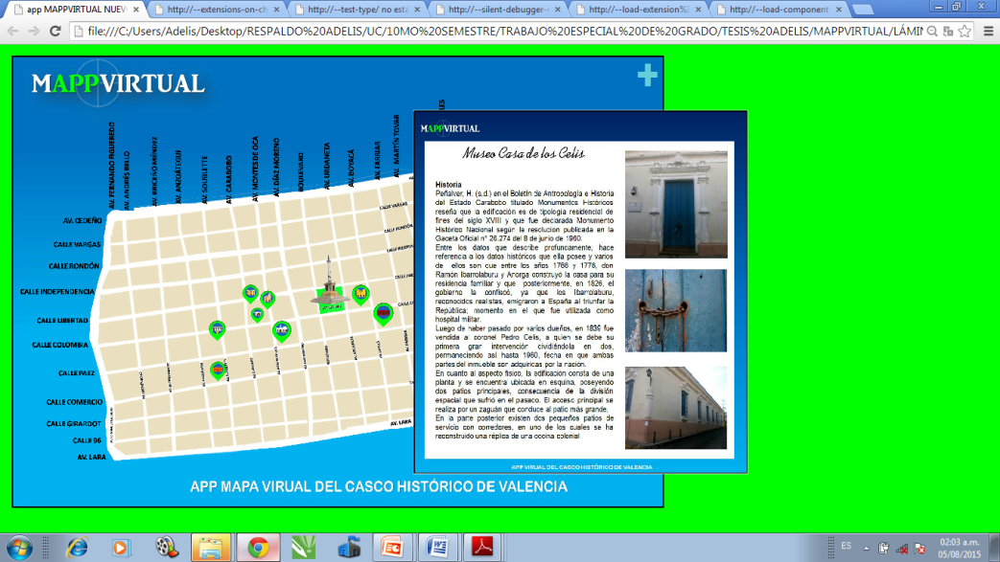 app MAPPVIRTUAL NUEV
http://--extensions-on-ch
http://--test-type/ no está
http://--silent-debugger-e
http://--load-extension%2
http://--load-component
file:///C:/Users/Adelis/Desktop/RESPALDO%20ADELIS/UC/10MO%20SEMESTRE/TRABAJO%20ESPECIAL%20DE%20GRADO/TESIS%20ADELIS/MAPPVIRTUAL/LÁMIN
MAPPVIRTUAL
AV. FERNANDO FIGUEREDO
AV. ANDRÉS BELLO
AV. BRICEÑO MÉNDEZ
AV. ANZUÁTEGUI
AV. SOUBLETTE
AV. CARABOBO
AV. MONTES DE OCA
AV. DÍAZ MORENO
BOULEVARD
AV. URDANETA
AV. BOYACÁ
AV. FARRIAR
AV. MARTÍN TOVAR
AV. CEDEÑO
CALLE VARGAS
CALLE RONDÓN
CALLE INDEPENDENCIA
CALLE LIBERTAD
CALLE COLOMBIA
CALLE PAEZ
CALLE COMERCIO
CALLE GIRARDOT
CALLE 96
AV. LARA
CALLE VARGAS
AV. LARA
MAPPVIRTUAL
Museo Casa de los Celis
Historia
Peñalver, H. (s.d.) en el Boletín de Antropología e Historia
del Estado Carabobo titulado Monumentos Históricos
reseña que la edificación es de tipología residencial de
fines del siglo XVIII y que fue declarada Monumento
Histórico Nacional según la resolucion publicada en la
Gaceta Oficial n° 26.274 del 8 de junio de 1960.
Entre los datos que describe profundamente, hace
referencia a los datos históricos que ella posee y varios
de ellos son que entre los años 1766 y 1776, don
Ramón Ibarrolaburu y Añorga construyó la casa para su
residencia familiar y que posteriormente, en 1826, el
gobierno la confiscó, ya que los Ibarrolaburu,
reconocidos realistas, emigraron a España al triunfar la
República; momento en el que fue utilizada como
hospital militar.
Luego de haber pasado por varios dueños, en 1839 fue
vendida al coronel Pedro Celis, a quien se debe su
primera gran intervención dividiéndola en dos,
permaneciendo así hasta 1960, fecha en que ambas
partes del inmueble son adquiricas por la nación.
En cuanto al aspecto físico, la edificación consta de una
planta y se encuentra ubicada en esquina, poseyendo
dos patios principales, consecuencia de la división
espacial que sufrió en el pasado. El acceso principal se
realiza por un zaguán que conduce al patio más grande.
En la parte posterior existen dos pequeños patios de
servicio con corredores, en uno de los cuales se ha
reconstruido una réplica de una cocina colonial
APP VIRUAL DEL CASCO HISTÓRICO DE VALENCIA
APP MAPA VIRUAL DEL CASCO HISTÓRICO DE VALENCIA
ES
02:03 a.m.
05/08/2015